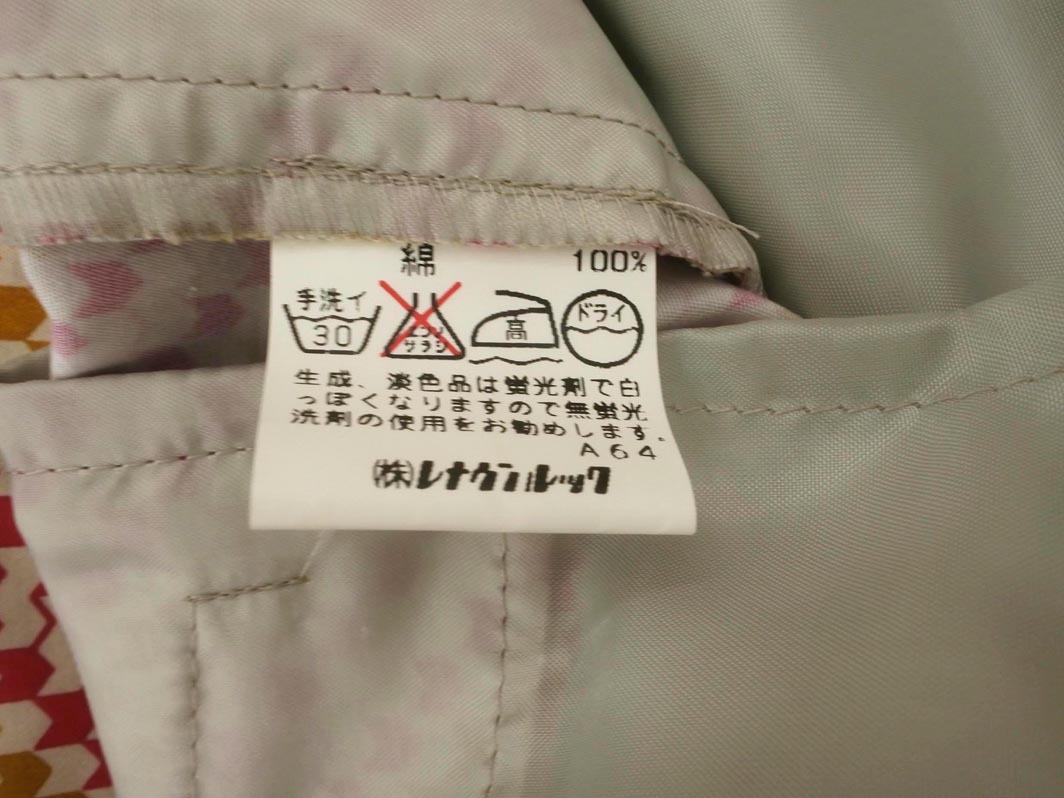 綿 100%
手洗イ エンソ 高 ドライ
30 サラシ
生成、淡色品は蛍光剤で白
っぽくなりますので無蛍光
洗剤の使用をお勧めします。
A64
㈱レナウンルック